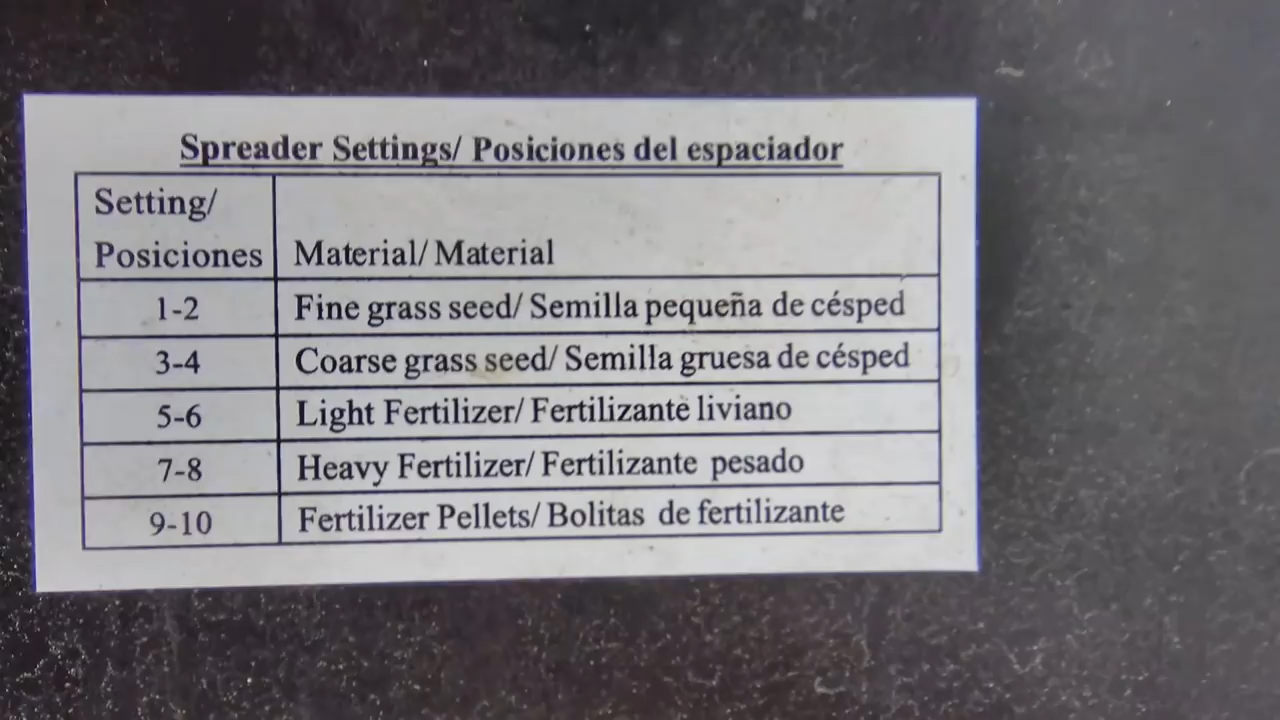 Spreader Settings/ Posiciones del espaciador
Setting/
Posiciones Material/ Material
1-2 Fine grass seed/ Semilla pequeña de césped
3-4 Coarse grass seed/ Semilla gruesa de césped
5-6 Light Fertilizer/ Fertilizante liviano
7-8 Heavy Fertilizer/ Fertilizante pesado
9-10 Fertilizer Pellets/ Bolitas de fertilizante